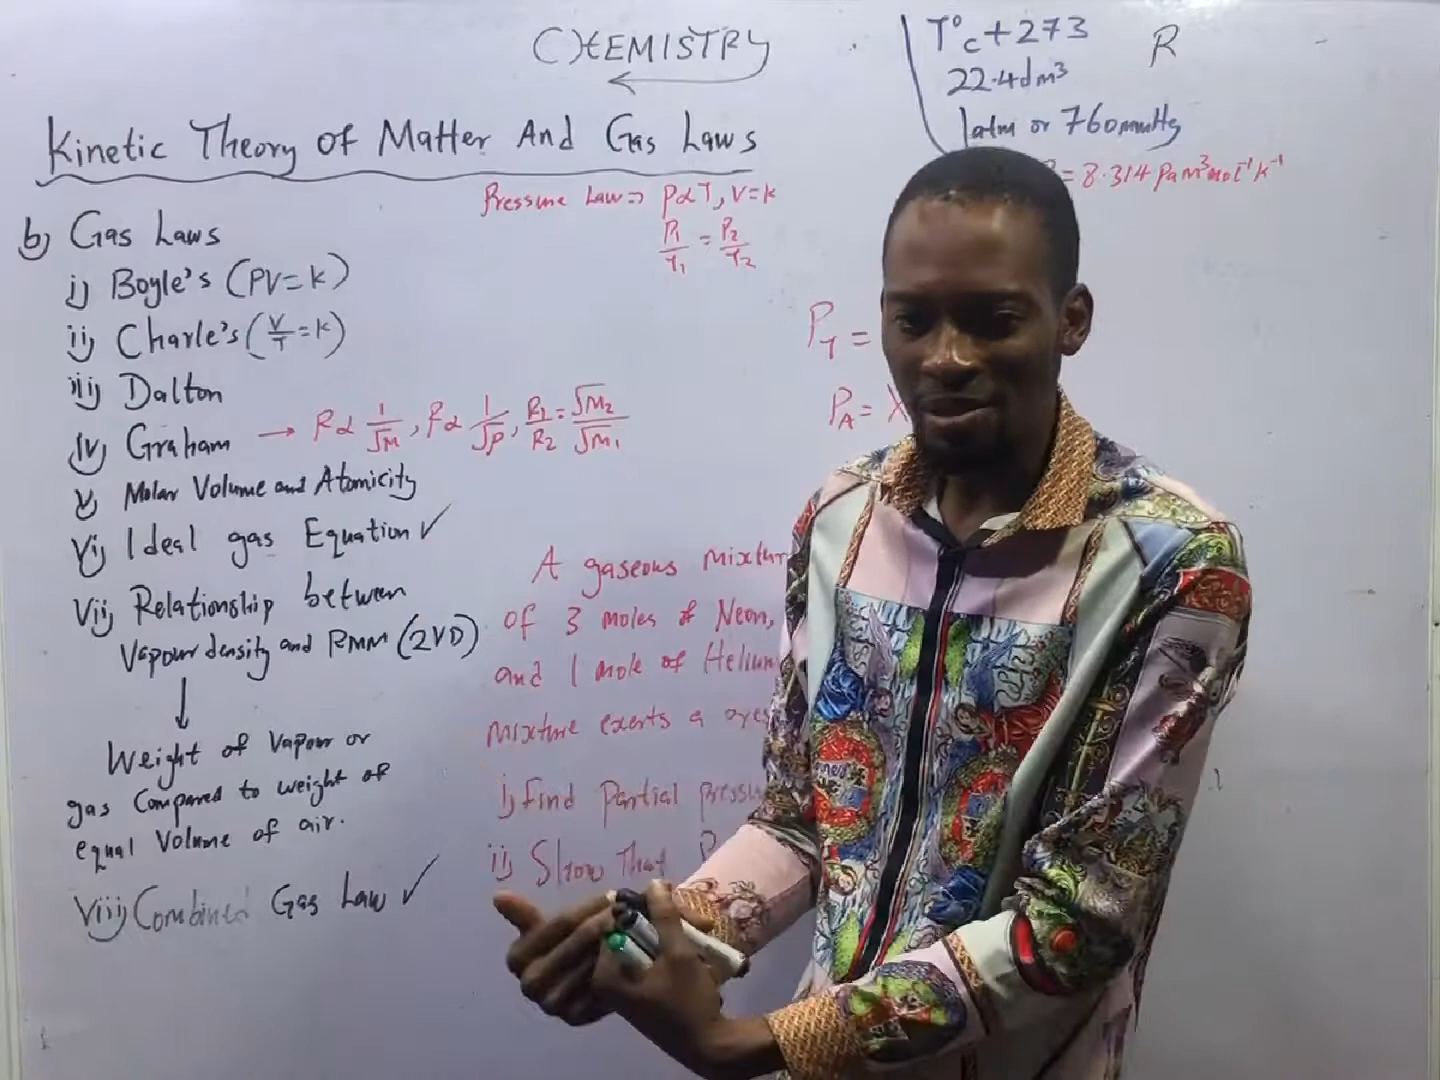 CHEMISTRY
T°c+273
22.4dm³
1atm or 760mmHg
R
= 8.314 Pam³mol⁻¹k⁻¹
Kinetic Theory of Matter And Gas Laws
Pressure Law => P∝T, V=K
P₁/T₁ = P₂/T₂
b) Gas Laws
i) Boyle's (PV=K)
ii) Charle's (V/T=K)
iii) Dalton
iv) Graham → R∝ 1/√M, R∝ 1/√ρ, R₁/R₂ = √M₂/√M₁
v) Molar Volume and Atomicity
vi) Ideal gas Equation ✓
vii) Relationship between
Vapour density and RMM (2VD)
↓
Weight of Vapour or
gas Compared to weight of
equal Volume of air.
viii) Combined Gas Law ✓
P_T =
P_A = X
A gaseous mixtur
of 3 moles of Neon,
and 1 mole of Helium
mixture exerts a
i) Find Partial Pressu
ii) Show That P